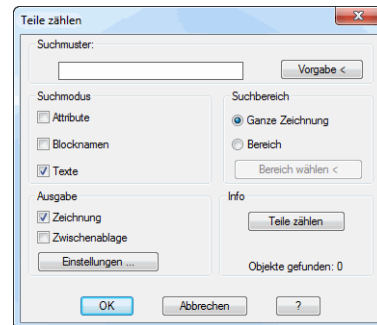 Teile zählen
Suchmuster:
Vorgabe <
Suchmodus
Attribute
Blocknamen
Texte
Suchbereich
Ganze Zeichnung
Bereich
Bereich wählen <
Ausgabe
Zeichnung
Zwischenablage
Einstellungen ...
Info
Teile zählen
Objekte gefunden: 0
OK
Abbrechen
?